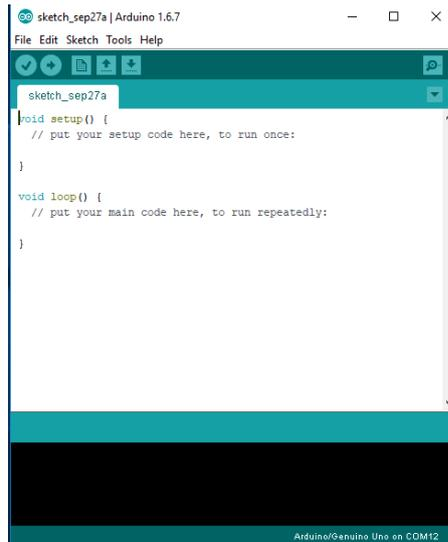 sketch_sep27a | Arduino 1.6.7
File Edit Sketch Tools Help
sketch_sep27a
void setup() {
// put your setup code here, to run once:
}
void loop() {
// put your main code here, to run repeatedly:
}
Arduino/Genuino Uno on COM12